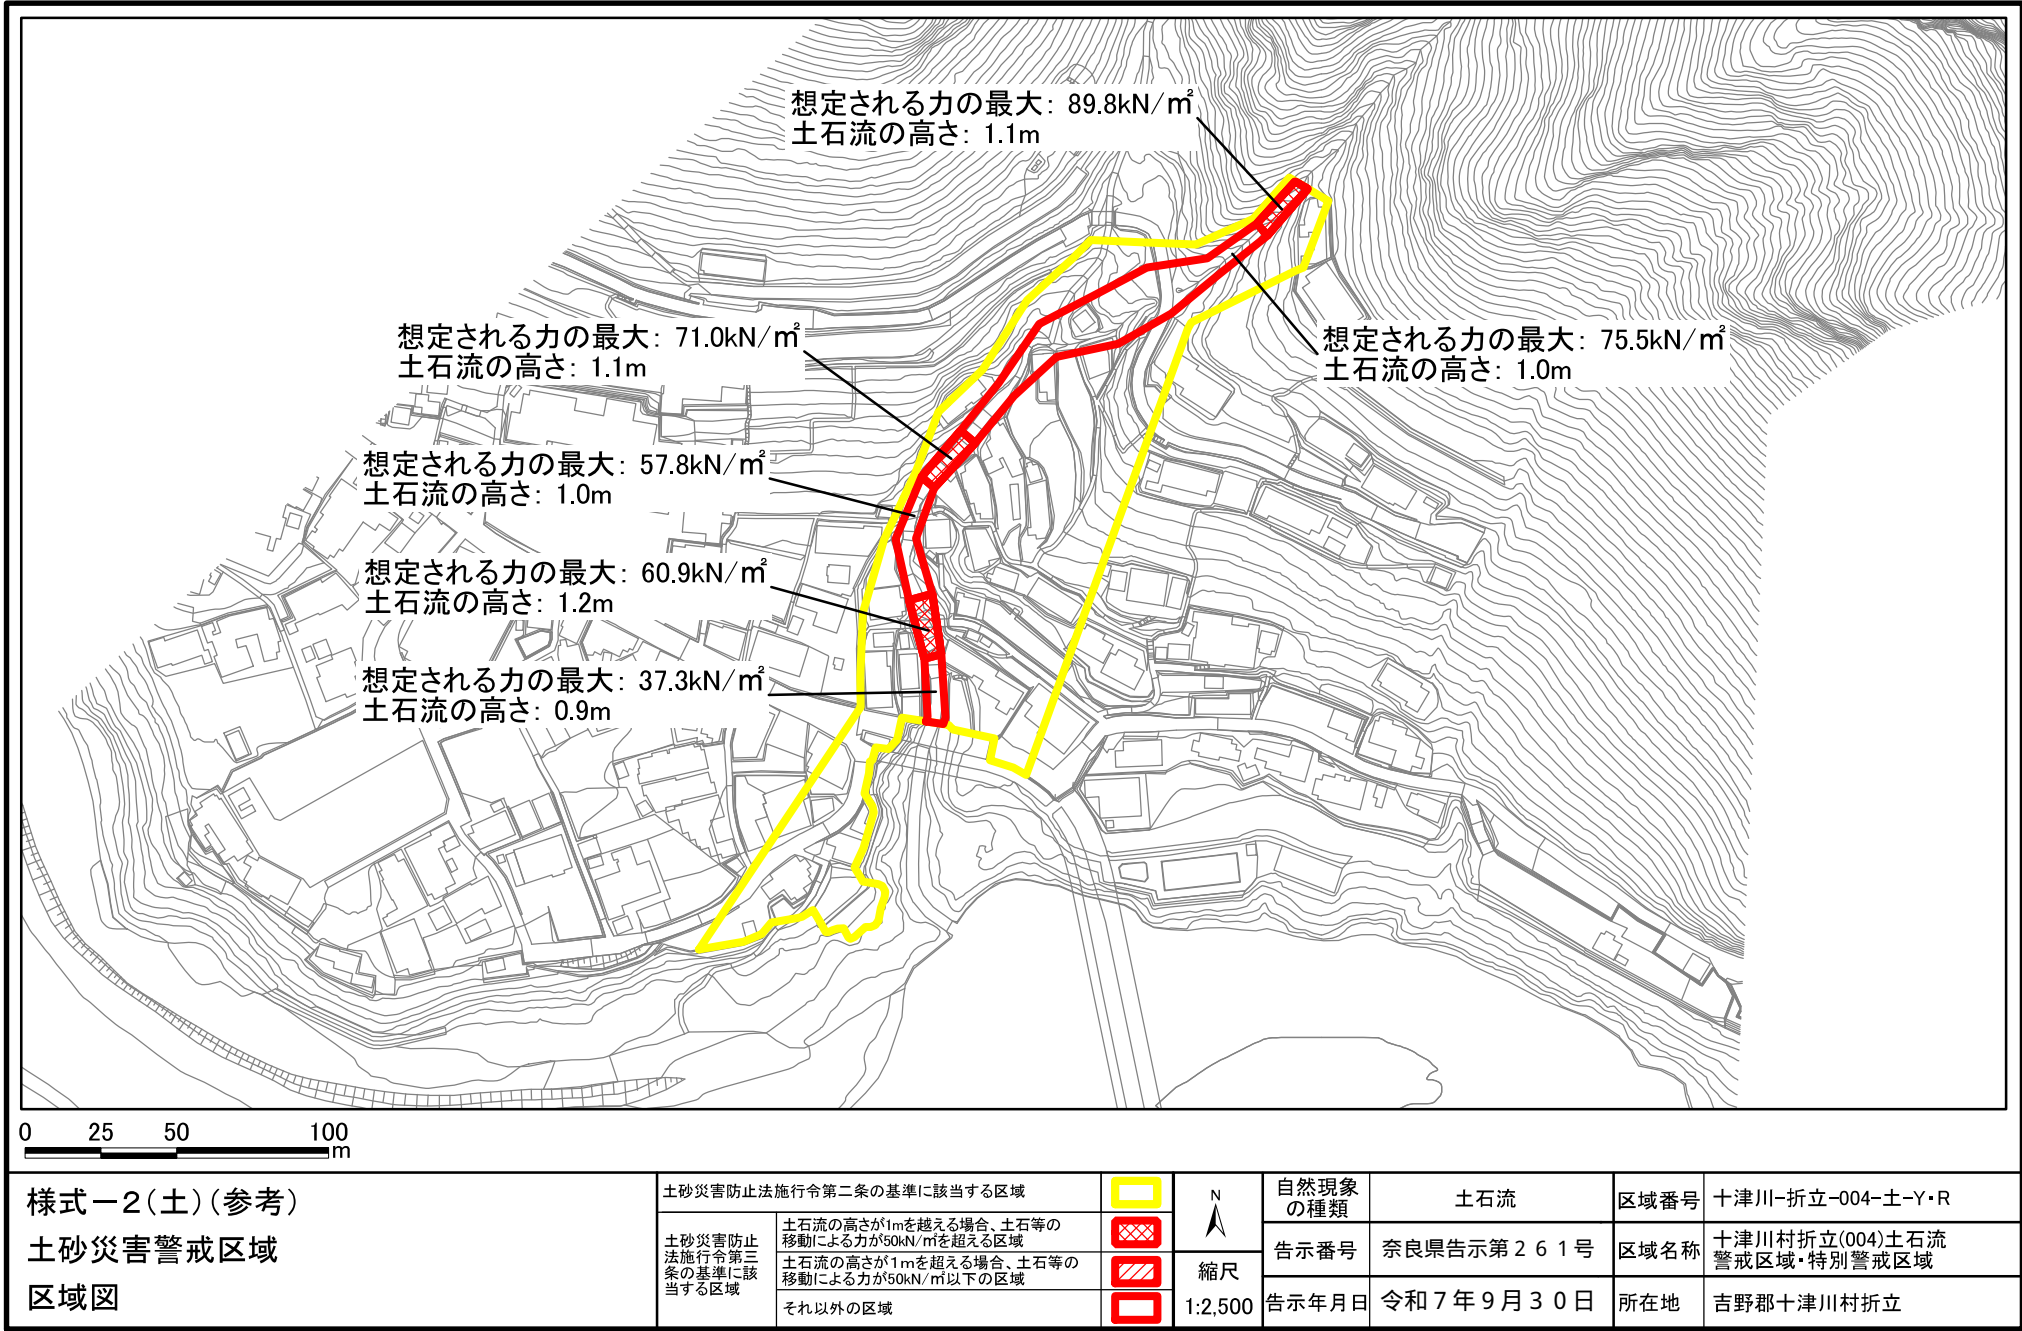 想定される力の最大: 89.8kN/㎡
土石流の高さ: 1.1m
想定される力の最大: 71.0kN/㎡
土石流の高さ: 1.1m
想定される力の最大: 75.5kN/㎡
土石流の高さ: 1.0m
想定される力の最大: 57.8kN/㎡
土石流の高さ: 1.0m
想定される力の最大: 60.9kN/㎡
土石流の高さ: 1.2m
想定される力の最大: 37.3kN/㎡
土石流の高さ: 0.9m
0 25 50 100
m
様式－2(土)(参考)
土砂災害警戒区域
区域図
土砂災害防止法施行令第二条の基準に該当する区域
土砂災害防止
法施行令第三
条の基準に該
当する区域
土石流の高さが1mを越える場合、土石等の
移動による力が50kN/㎡を超える区域
土石流の高さが1mを超える場合、土石等の
移動による力が50kN/㎡以下の区域
それ以外の区域
N
縮尺
1:2,500
自然現象
の種類
土石流
告示番号
奈良県告示第261号
告示年月日
令和7年9月30日
区域番号
十津川-折立-004-土-Y・R
区域名称
十津川村折立(004)土石流
警戒区域・特別警戒区域
所在地
吉野郡十津川村折立